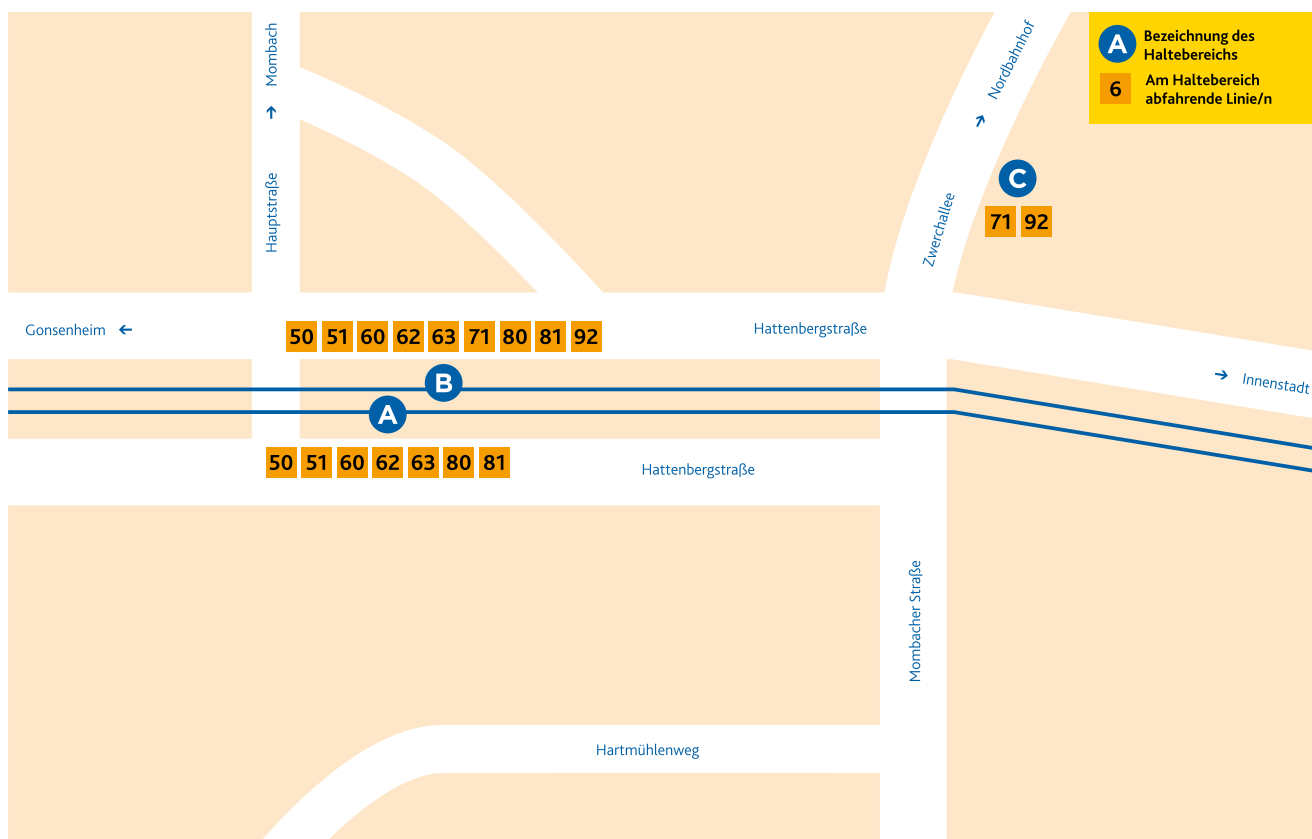 Mombach
Hauptstraße
Nordbahnhof
Zwerchallee
A
Bezeichnung des
Haltebereichs
6
Am Haltebereich
abfahrende Linie/n
C
71 92
Gonsenheim
50 51 60 62 63 71 80 81 92
Hattenbergstraße
Innenstadt
B
A
50 51 60 62 63 80 81
Hattenbergstraße
Mombacher Straße
Hartmühlenweg